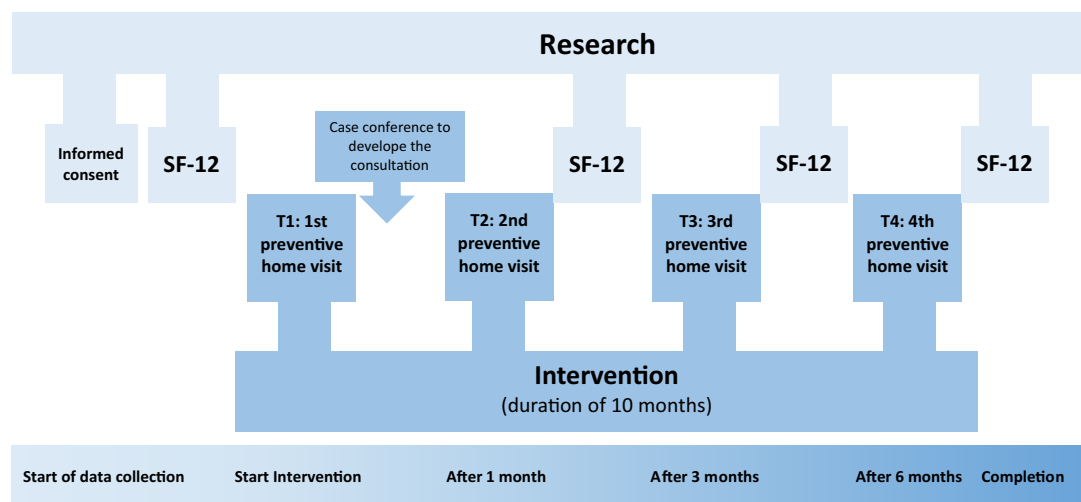 Research
Informed
consent
SF-12
Case conference to
develope the
consultation
SF-12
SF-12
SF-12
T1: 1st
preventive
home visit
T2: 2nd
preventive
home visit
T3: 3rd
preventive
home visit
T4: 4th
preventive
home visit
Intervention
(duration of 10 months)
Start of data collection
Start Intervention
After 1 month
After 3 months
After 6 months
Completion